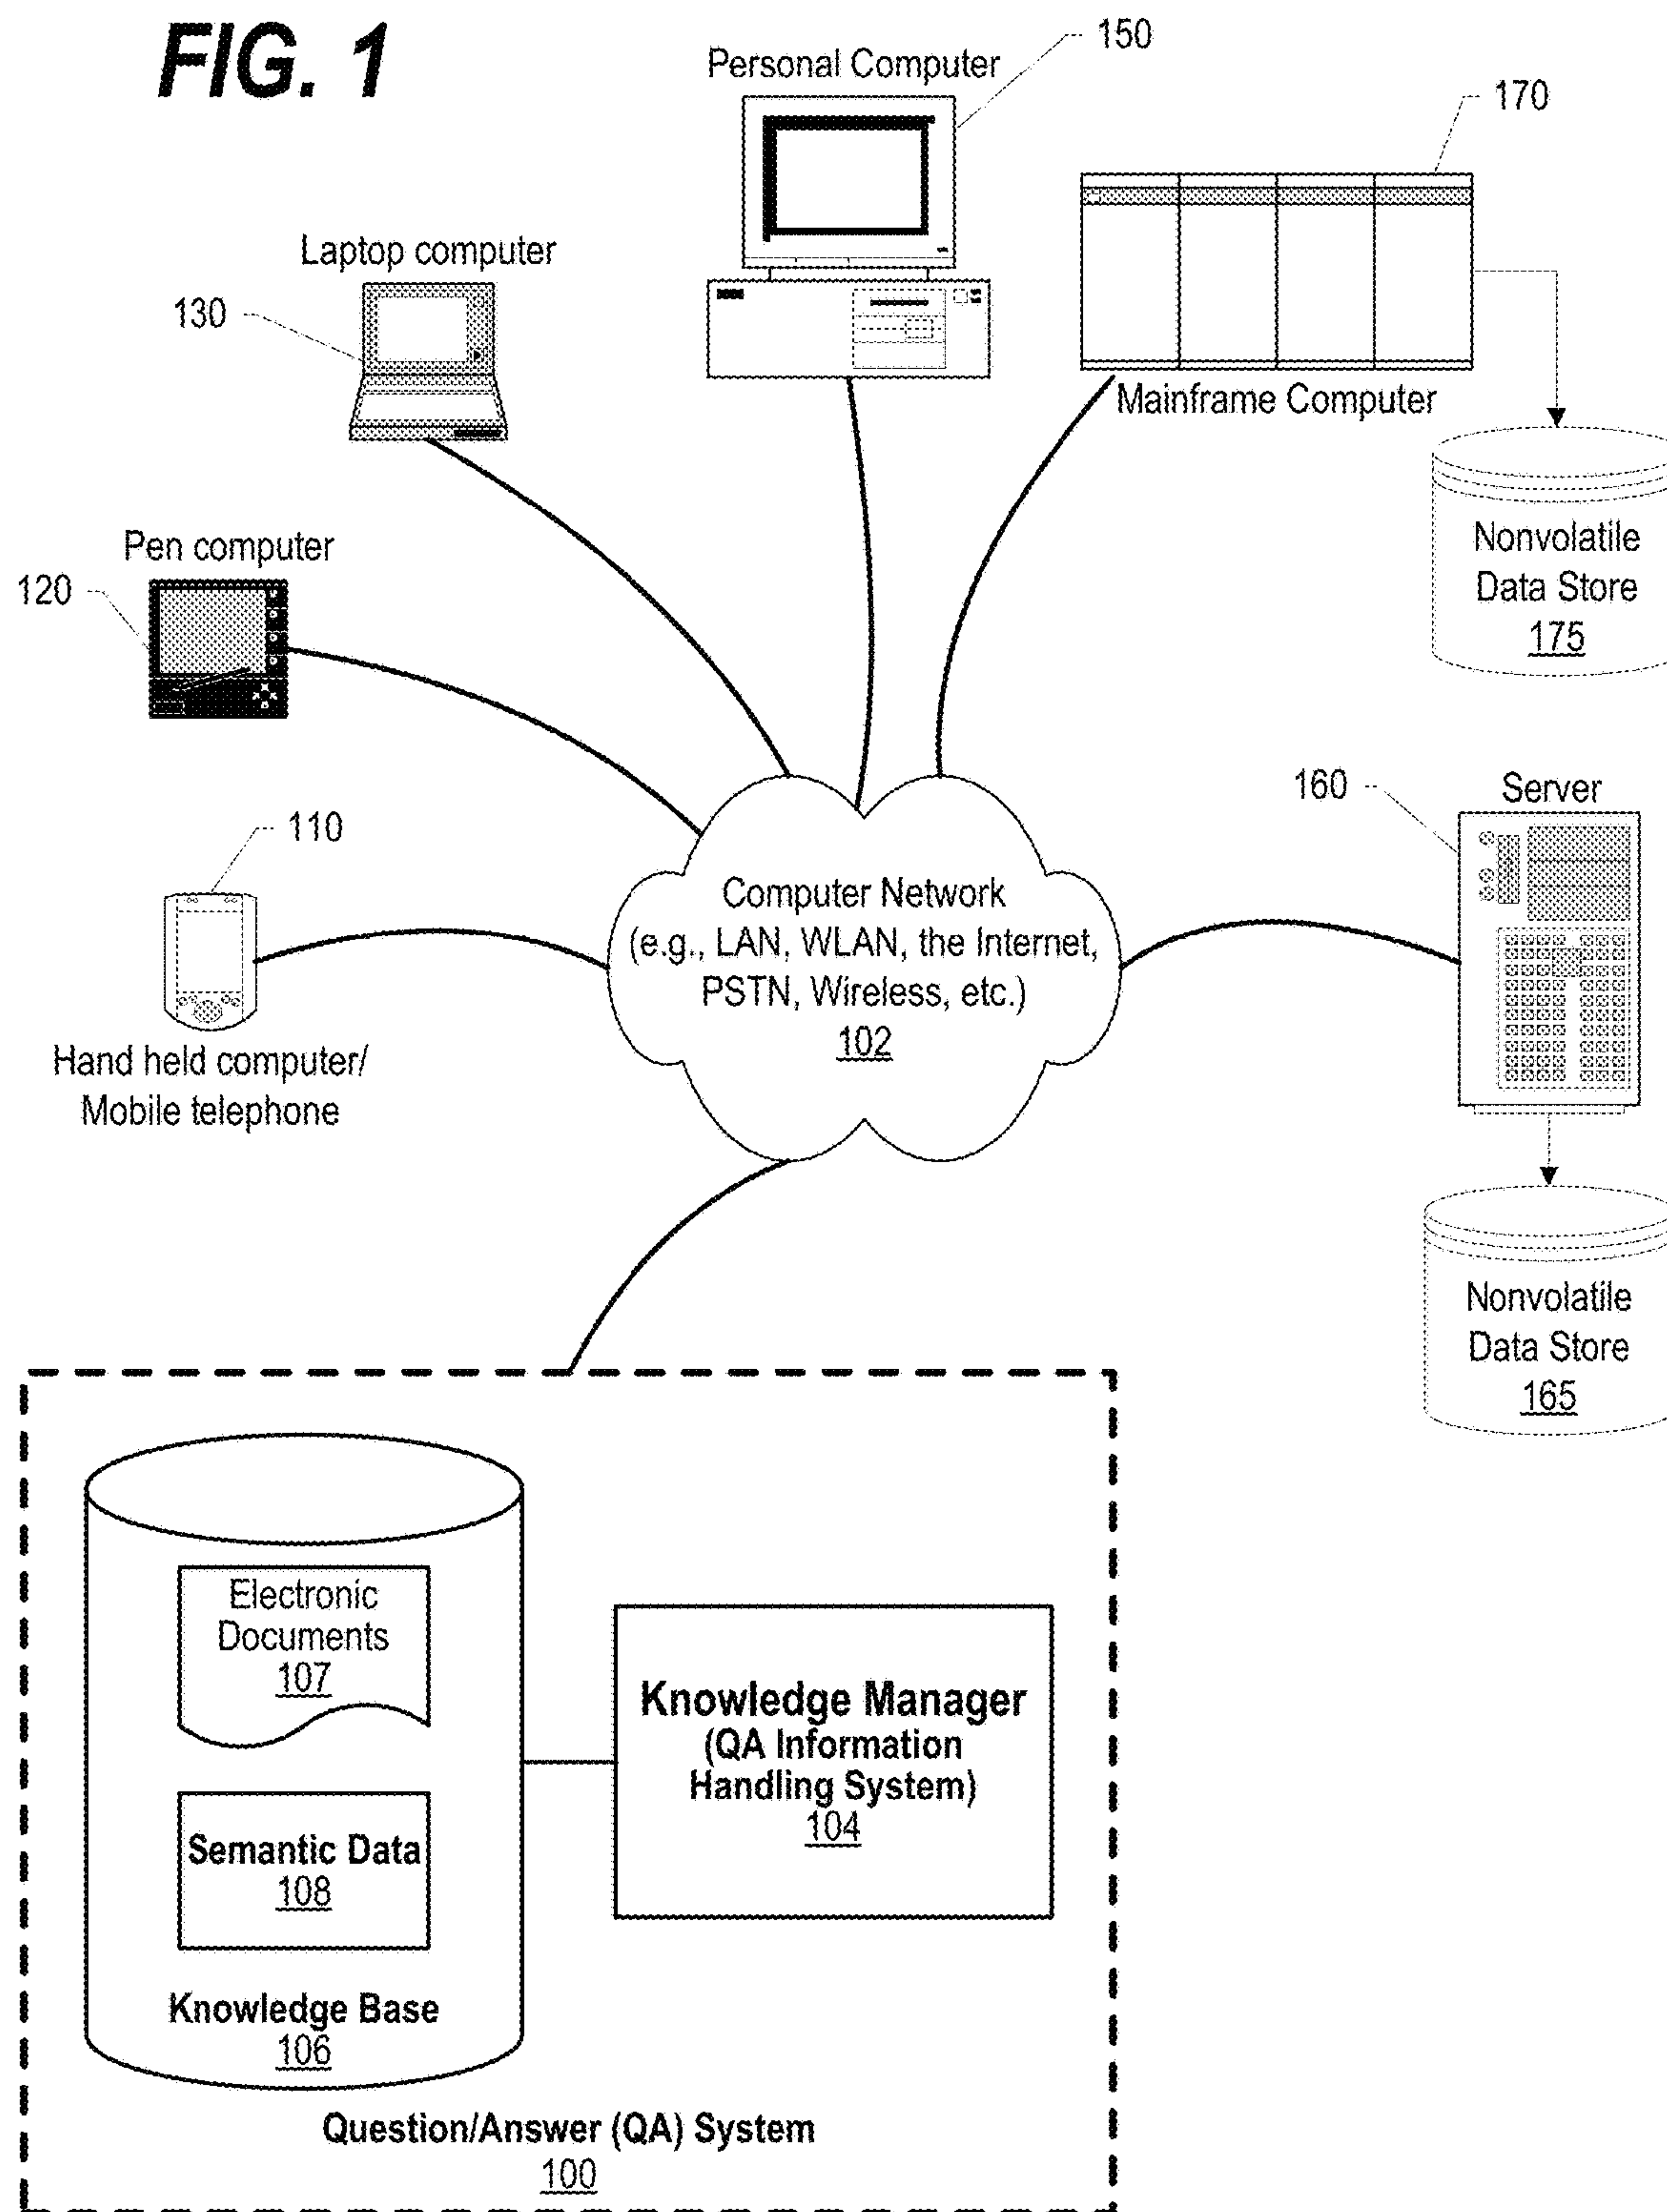 FIG. 1
150
Personal Computer
170
Laptop computer
130
Mainframe Computer
Nonvolatile
Data Store
175
Pen computer
120
160
Server
110
Computer Network
(e.g., LAN, WLAN, the Internet,
PSTN, Wireless, etc.)
102
Hand held computer/
Mobile telephone
Nonvolatile
Data Store
165
Electronic
Documents
107
Knowledge Manager
(QA Information
Handling System)
104
Semantic Data
108
Knowledge Base
106
Question/Answer (QA) System
100